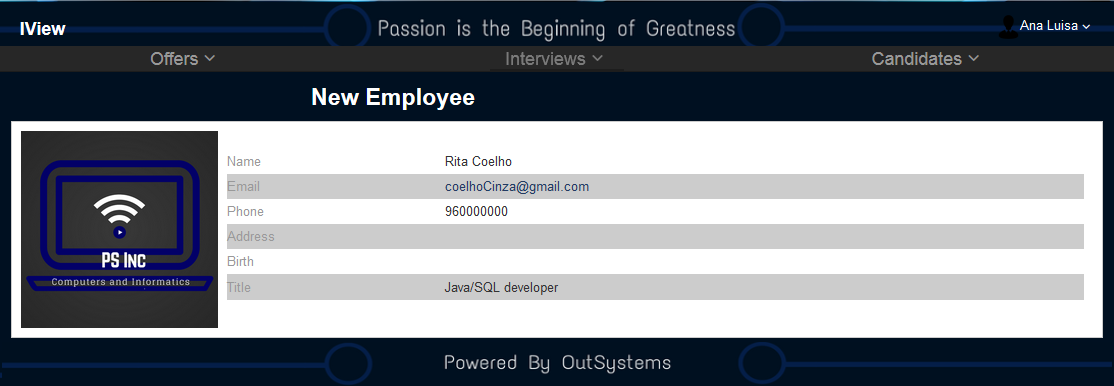 IView
Passion is the Beginning of Greatness
Ana Luisa
Offers
Interviews
Candidates
New Employee
PS Inc
Computers and Informatics
Name Rita Coelho
Email coelhoCinza@gmail.com
Phone 960000000
Address
Birth
Title Java/SQL developer
Powered By OutSystems